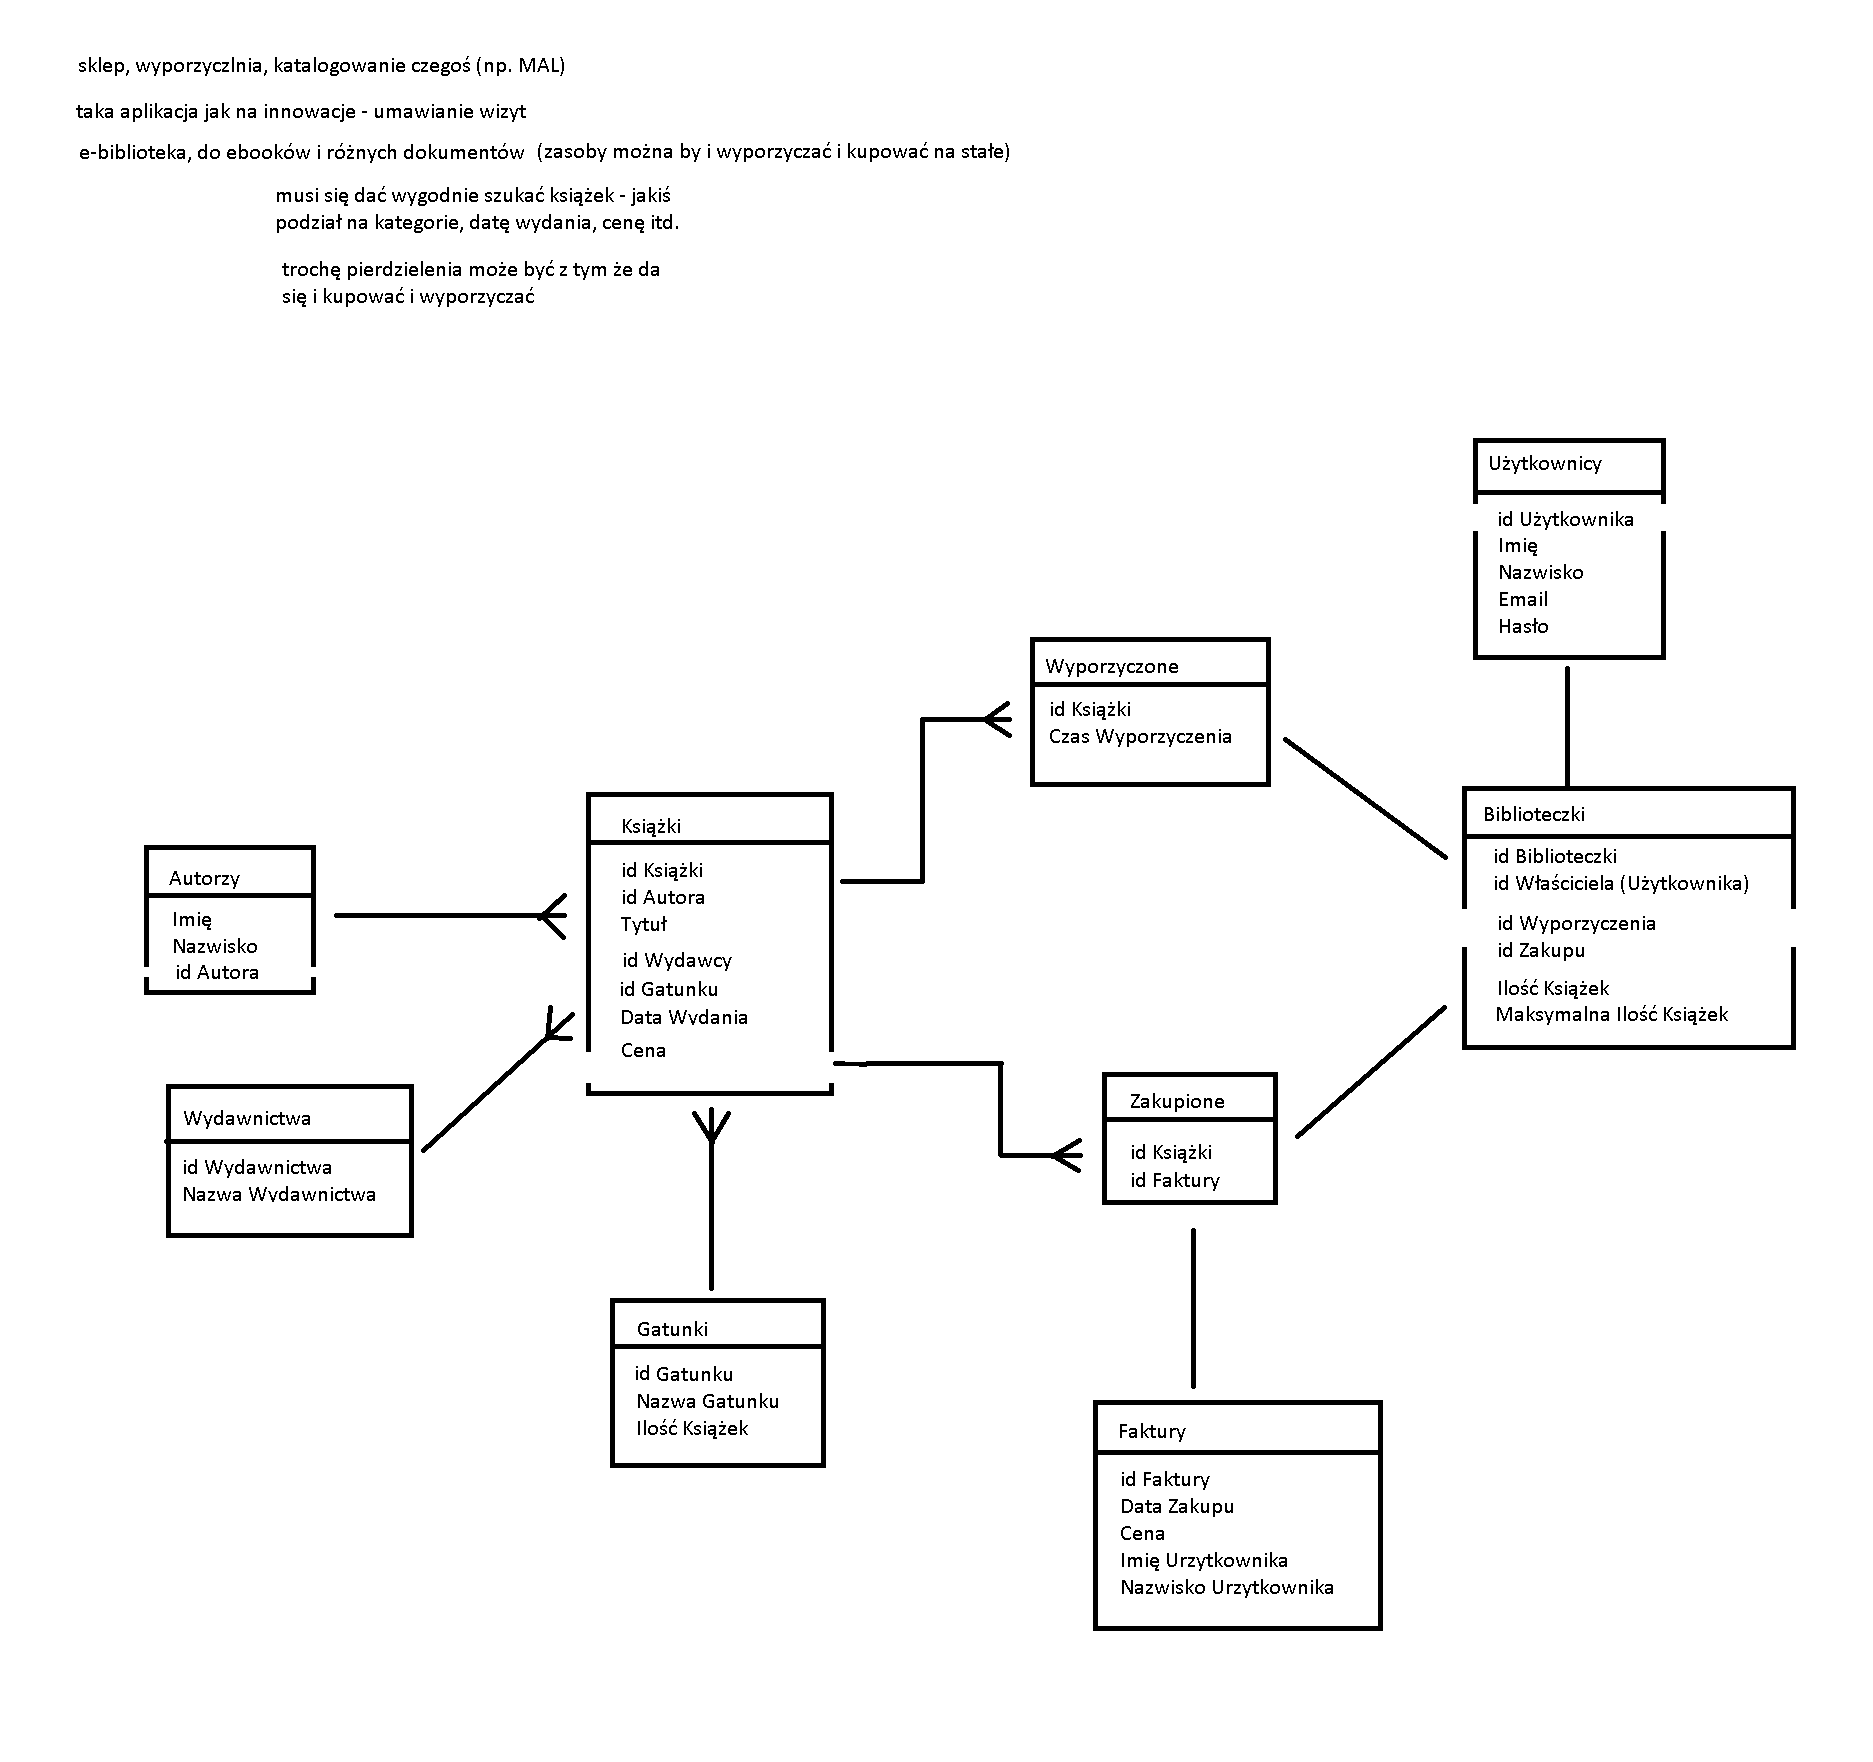 sklep, wyporzyczlnia, katalogowanie czegoś (np. MAL)
taka aplikacja jak na innowacje - umawianie wizyt
e-biblioteka, do ebooków i różnych dokumentów (zasoby można by i wyporzyczać i kupować na stałe)
musi się dać wygodnie szukać książek - jakiś
podział na kategorie, datę wydania, cenę itd.
trochę pierdzielenia może być z tym że da
się i kupować i wyporzyczać
Użytkownicy
id Użytkownika
Imię
Nazwisko
Email
Hasło
Wyporzyczone
id Książki
Czas Wyporzyczenia
Biblioteczki
id Biblioteczki
id Właściciela (Użytkownika)
id Wyporzyczenia
id Zakupu
Ilość Książek
Maksymalna Ilość Książek
Książki
id Książki
id Autora
Tytuł
id Wydawcy
id Gatunku
Data Wydania
Cena
Autorzy
Imię
Nazwisko
id Autora
Wydawnictwa
id Wydawnictwa
Nazwa Wydawnictwa
Zakupione
id Książki
id Faktury
Gatunki
id Gatunku
Nazwa Gatunku
Ilość Książek
Faktury
id Faktury
Data Zakupu
Cena
Imię Urzytkownika
Nazwisko Urzytkownika